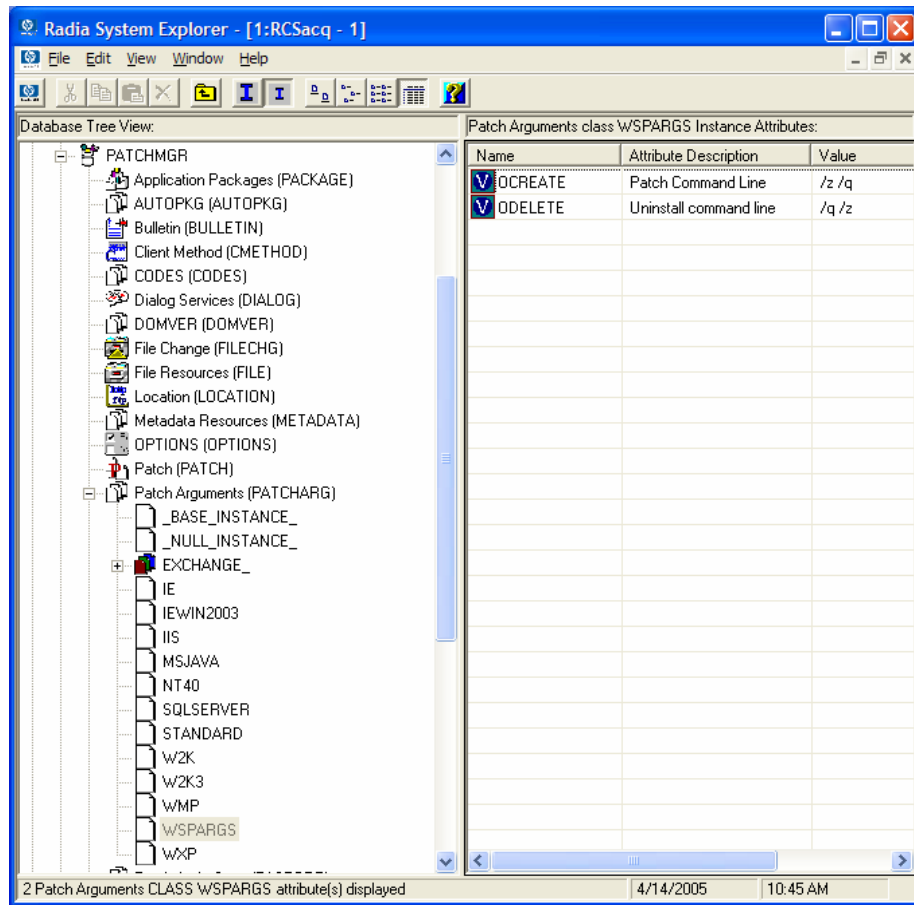 Radia System Explorer - [1:RCSacq - 1]
File Edit View Window Help
Database Tree View:
Patch Arguments class WSPARGS Instance Attributes:
PATCHMGR
Application Packages (PACKAGE)
AUTOPKG (AUTOPKG)
Bulletin (BULLETIN)
Client Method (CMETHOD)
CODES (CODES)
Dialog Services (DIALOG)
DOMVER (DOMVER)
File Change (FILECHG)
File Resources (FILE)
Location (LOCATION)
Metadata Resources (METADATA)
OPTIONS (OPTIONS)
Patch (PATCH)
Patch Arguments (PATCHARG)
_BASE_INSTANCE_
_NULL_INSTANCE_
EXCHANGE_
IE
IEWIN2003
IIS
MSJAVA
NT40
SQLSERVER
STANDARD
W2K
W2K3
WMP
WSPARGS
WXP
Name Attribute Description Value
V OCREATE Patch Command Line /z /q
V ODELETE Uninstall command line /q /z
2 Patch Arguments CLASS WSPARGS attribute(s) displayed 4/14/2005 10:45 AM